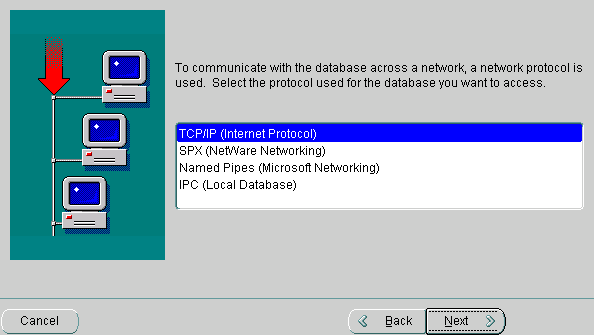 To communicate with the database across a network, a network protocol is
used. Select the protocol used for the database you want to access.
TCP/IP (Internet Protocol)
SPX (NetWare Networking)
Named Pipes (Microsoft Networking)
IPC (Local Database)
Cancel
Back
Next